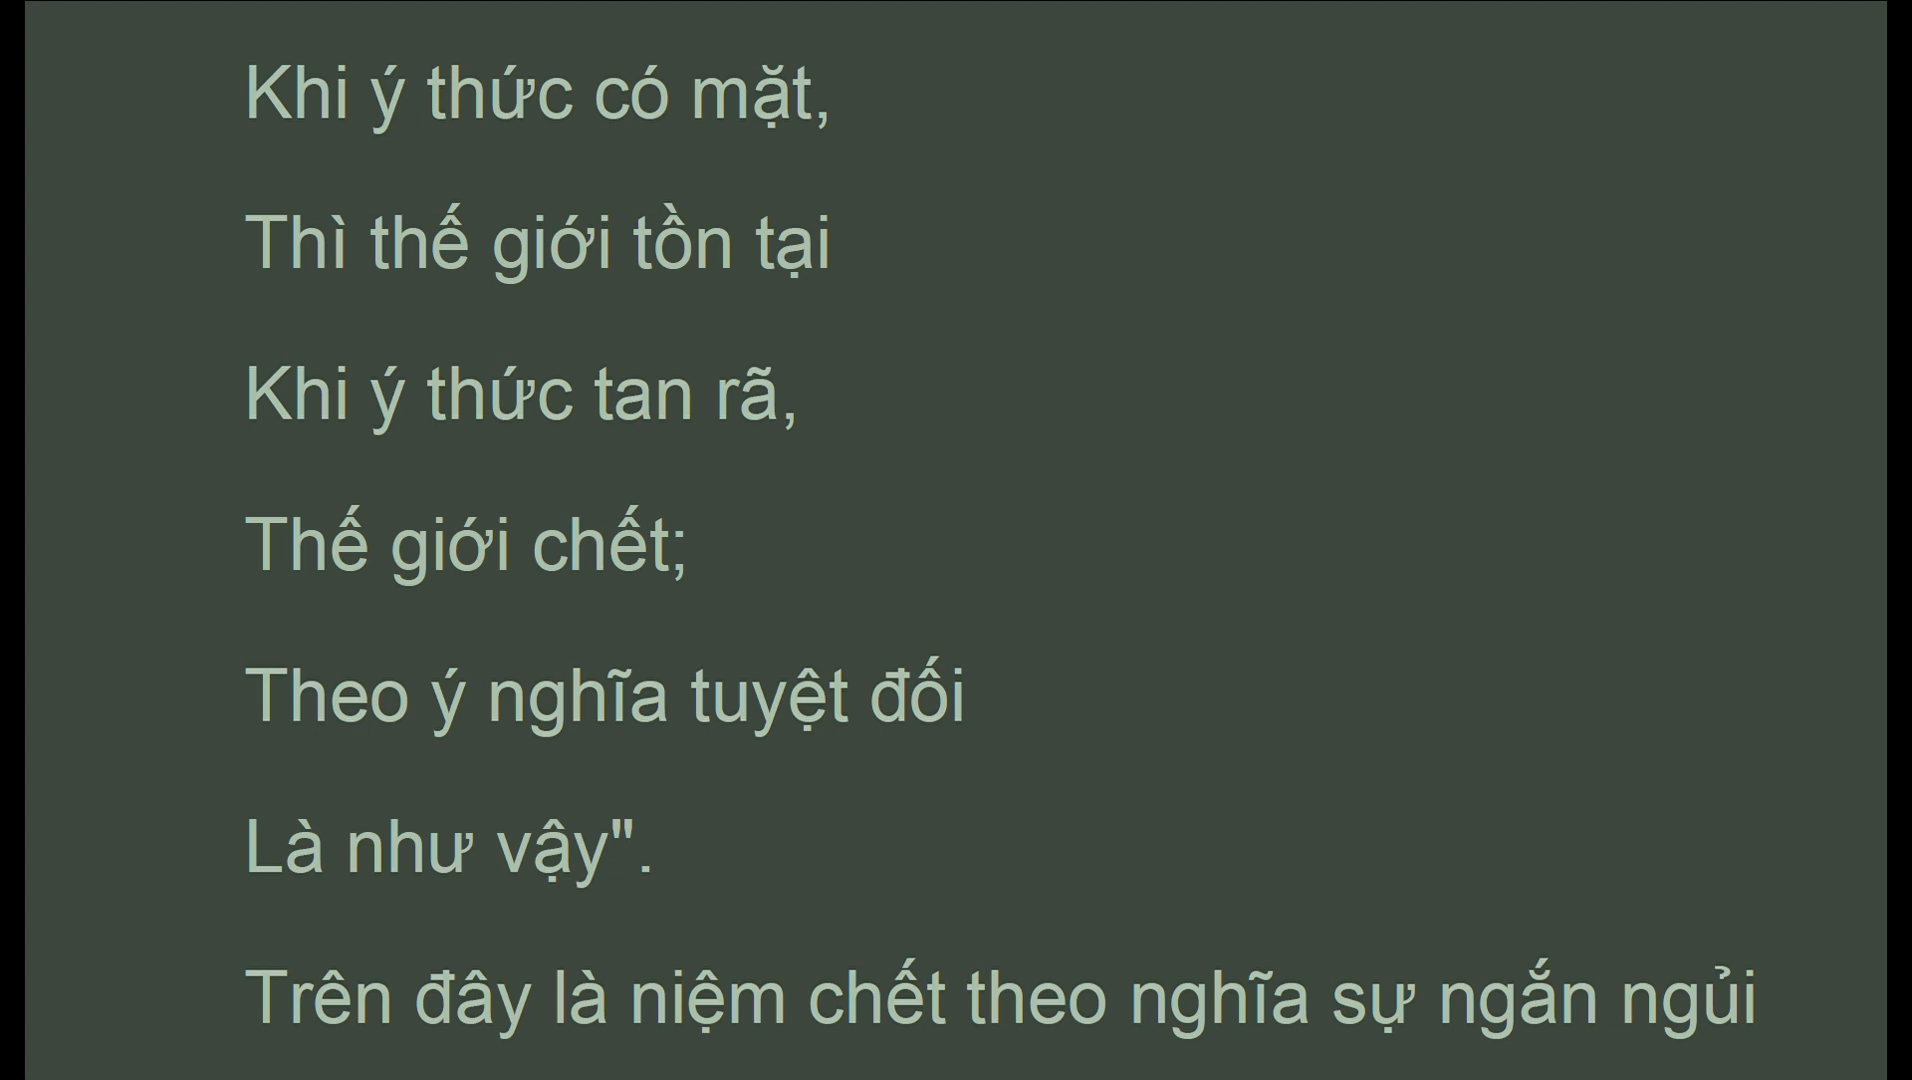 Khi ý thức có mặt,
Thì thế giới tồn tại
Khi ý thức tan rã,
Thế giới chết;
Theo ý nghĩa tuyệt đối
Là như vậy".
Trên đây là niệm chết theo nghĩa sự ngắn ngủi